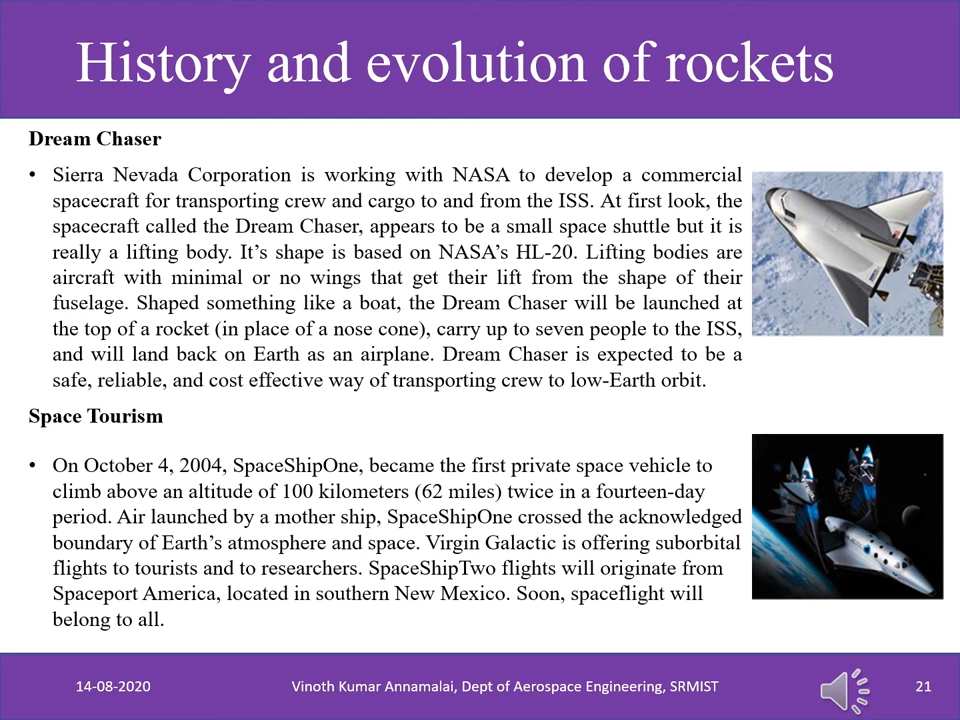 History and evolution of rockets
Dream Chaser
• Sierra Nevada Corporation is working with NASA to develop a commercial
spacecraft for transporting crew and cargo to and from the ISS. At first look, the
spacecraft called the Dream Chaser, appears to be a small space shuttle but it is
really a lifting body. It’s shape is based on NASA’s HL-20. Lifting bodies are
aircraft with minimal or no wings that get their lift from the shape of their
fuselage. Shaped something like a boat, the Dream Chaser will be launched at
the top of a rocket (in place of a nose cone), carry up to seven people to the ISS,
and will land back on Earth as an airplane. Dream Chaser is expected to be a
safe, reliable, and cost effective way of transporting crew to low-Earth orbit.
Space Tourism
• On October 4, 2004, SpaceShipOne, became the first private space vehicle to
climb above an altitude of 100 kilometers (62 miles) twice in a fourteen-day
period. Air launched by a mother ship, SpaceShipOne crossed the acknowledged
boundary of Earth’s atmosphere and space. Virgin Galactic is offering suborbital
flights to tourists and to researchers. SpaceShipTwo flights will originate from
Spaceport America, located in southern New Mexico. Soon, spaceflight will
belong to all.
14-08-2020 Vinoth Kumar Annamalai, Dept of Aerospace Engineering, SRMIST 21